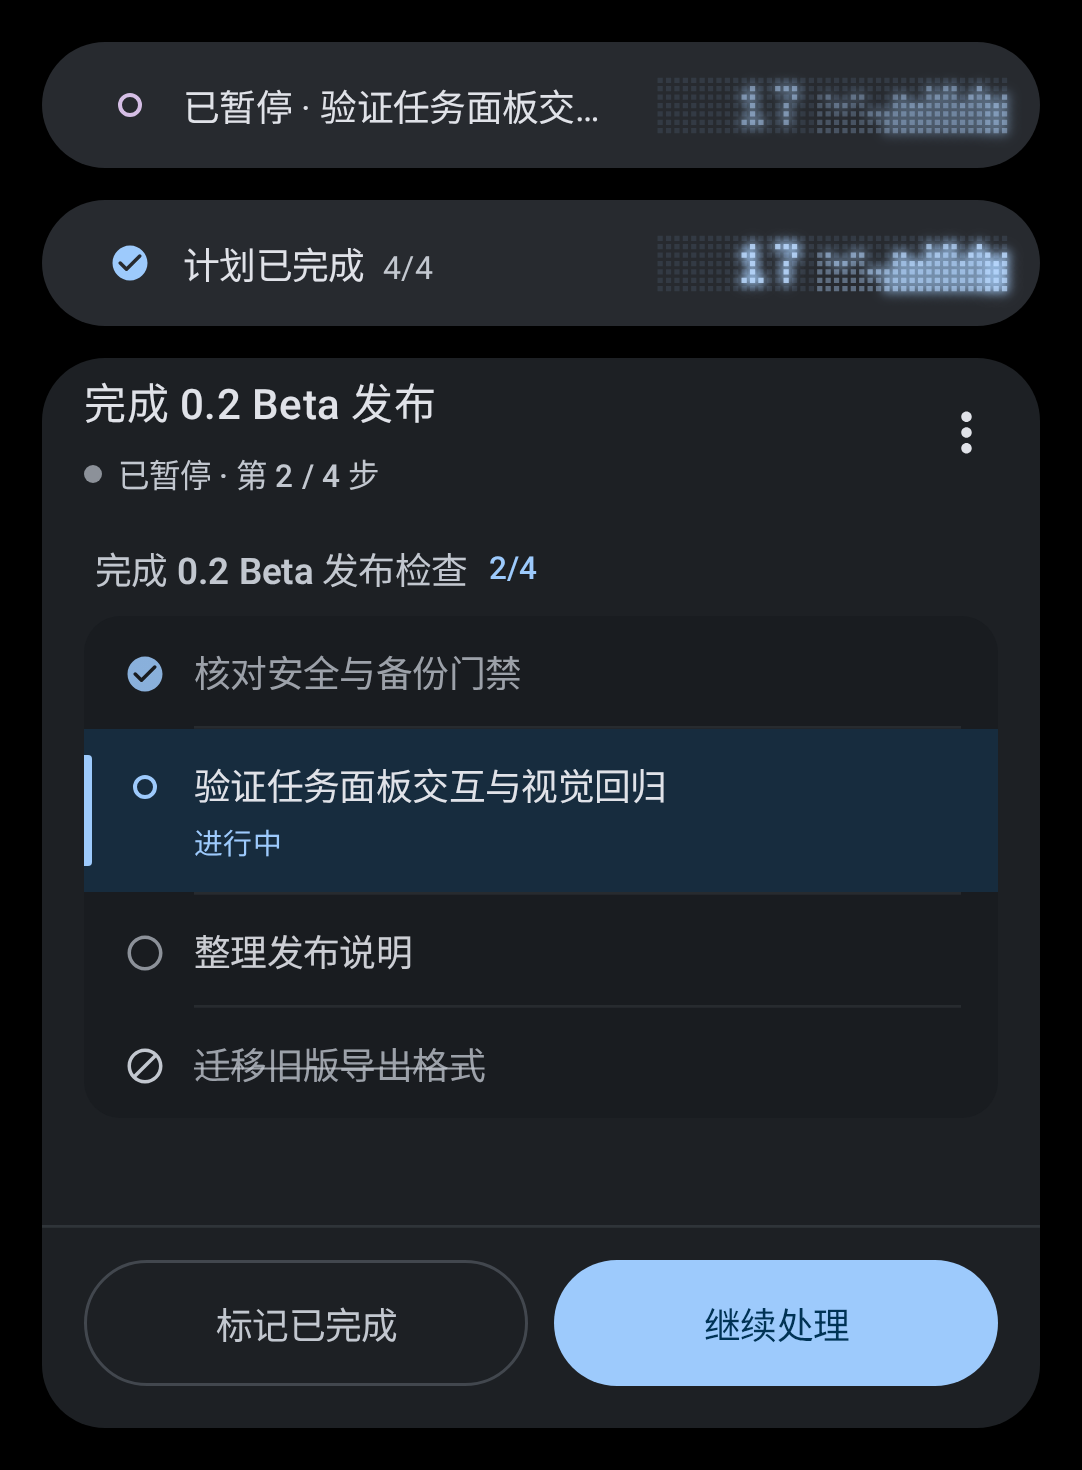 已暂停 · 验证任务面板交... 17
计划已完成 4/4 17
完成 0.2 Beta 发布
已暂停 · 第 2 / 4 步
完成 0.2 Beta 发布检查 2/4
核对安全与备份门禁
验证任务面板交互与视觉回归
进行中
整理发布说明
迁移旧版导出格式
标记已完成 继续处理